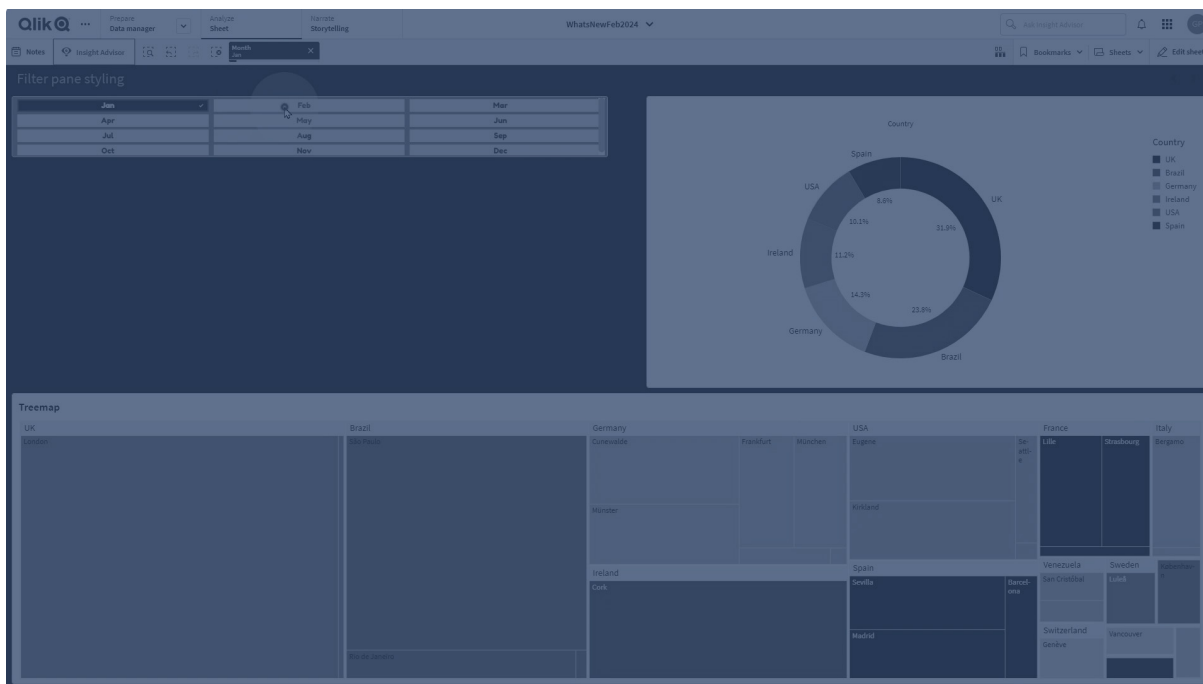 Qlik
Prepare
Data manager
Analyze
Sheet
Narrate
Storytelling
WhatsNewFeb2024
Ask Insight Advisor
Notes
Insight Advisor
Month
Jan
Bookmarks
Sheets
Edit sheet
Filter pane styling
Jan Feb Mar
Apr May Jun
Jul Aug Sep
Oct Nov Dec
Country
Spain
USA
UK
Ireland
Germany
Brazil
8.6%
10.1%
31.9%
11.2%
14.3%
23.9%
Country
UK
Brazil
Germany
Ireland
USA
Spain
Treemap
UK Brazil Germany USA France Italy
London São Paulo Cunewalde Frankfurt München Eugene Se-attl-e Lille Strasbourg Bergamo
Münster Kirkland
Rio de Janeiro
Ireland
Cork
Spain
Sevilla
Barcel-
ona
Madrid
Venezuela
San Cristóbal
Sweden
Luleå
Switzerland
Genève
Vancouver